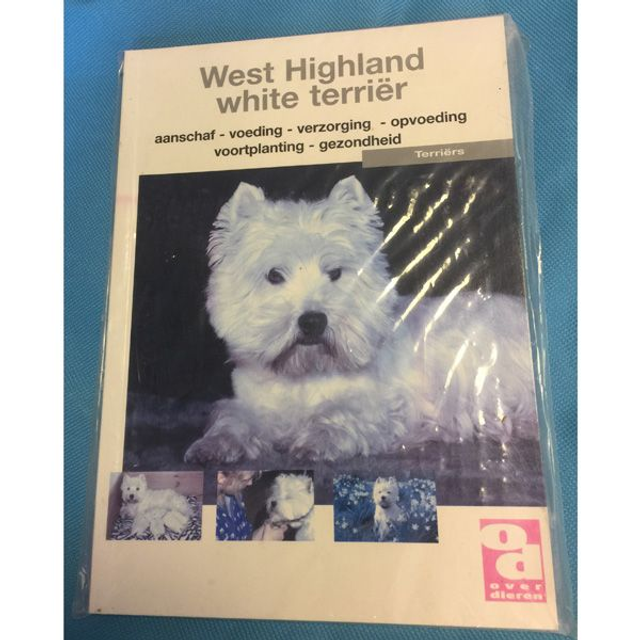 West Highland
white terriër
aanschaf - voeding - verzorging - opvoeding
voortplanting - gezondheid
Terriërs
od
over
dieren